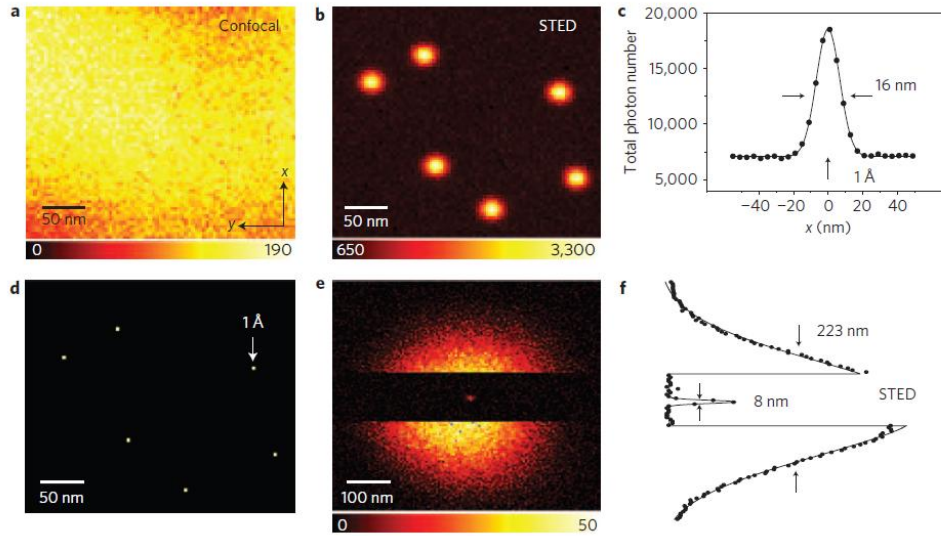 a
Confocal
x
y
50 nm
0 190
b
STED
50 nm
650 3,300
c
20,000
15,000
10,000
5,000
Total photon number
16 nm
1 Å
−40 −20 0 20 40
x (nm)
d
1 Å
50 nm
e
100 nm
0 50
f
223 nm
STED
8 nm